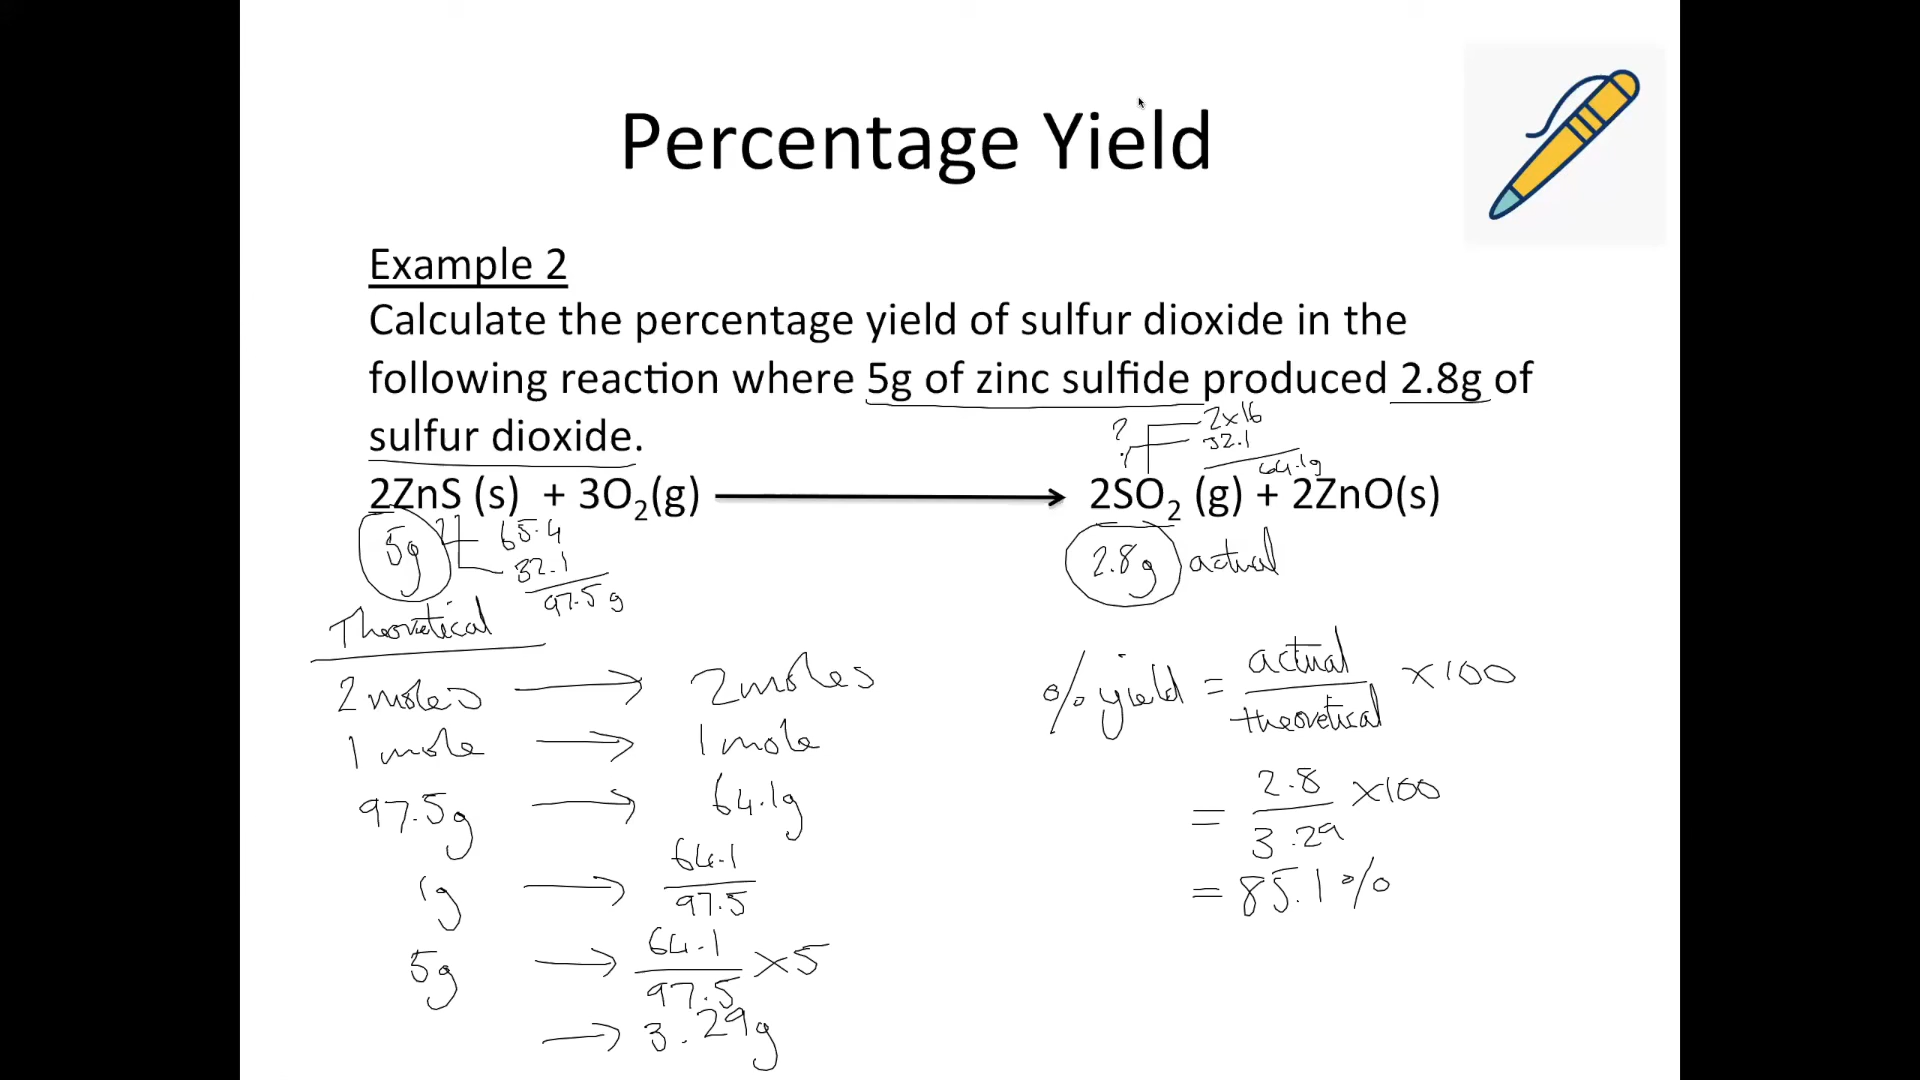 Percentage Yield
Example 2
Calculate the percentage yield of sulfur dioxide in the
following reaction where 5g of zinc sulfide produced 2.8g of
sulfur dioxide.
? 2x16
32.1
64.1g
2ZnS (s) + 3O₂(g) → 2SO₂ (g) + 2ZnO(s)
5g 65.4
32.1
97.5g
2.8g actual
Theoretical
2 moles → 2 moles
1 mole → 1 mole
97.5g → 64.1g
1g → 64.1/97.5
5g → 64.1/97.5 x 5
→ 3.29g
% yield = actual/theoretical x100
= 2.8/3.29 x100
= 85.1%